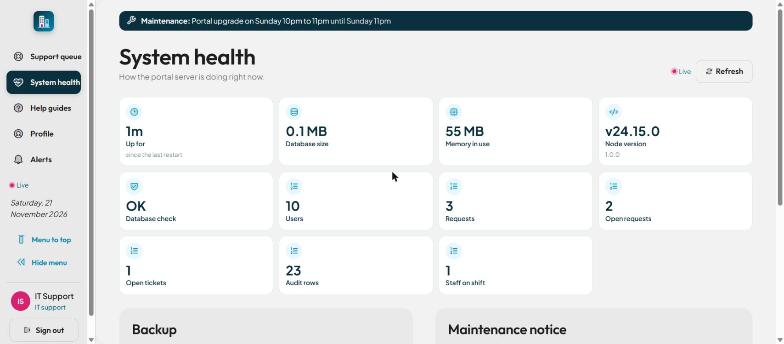 Maintenance: Portal upgrade on Sunday 10pm to 11pm until Sunday 11pm
Support queue
System health
Help guides
Profile
Alerts
Live
Saturday, 21
November 2026
Menu to top
Hide menu
IS
IT Support
IT support
Sign out
System health
How the portal server is doing right now.
Live
Refresh
1m
Up for
since the last restart
0.1 MB
Database size
55 MB
Memory in use
v24.15.0
Node version
1.0.0
OK
Database check
10
Users
3
Requests
2
Open requests
1
Open tickets
23
Audit rows
1
Staff on shift
Backup
Maintenance notice